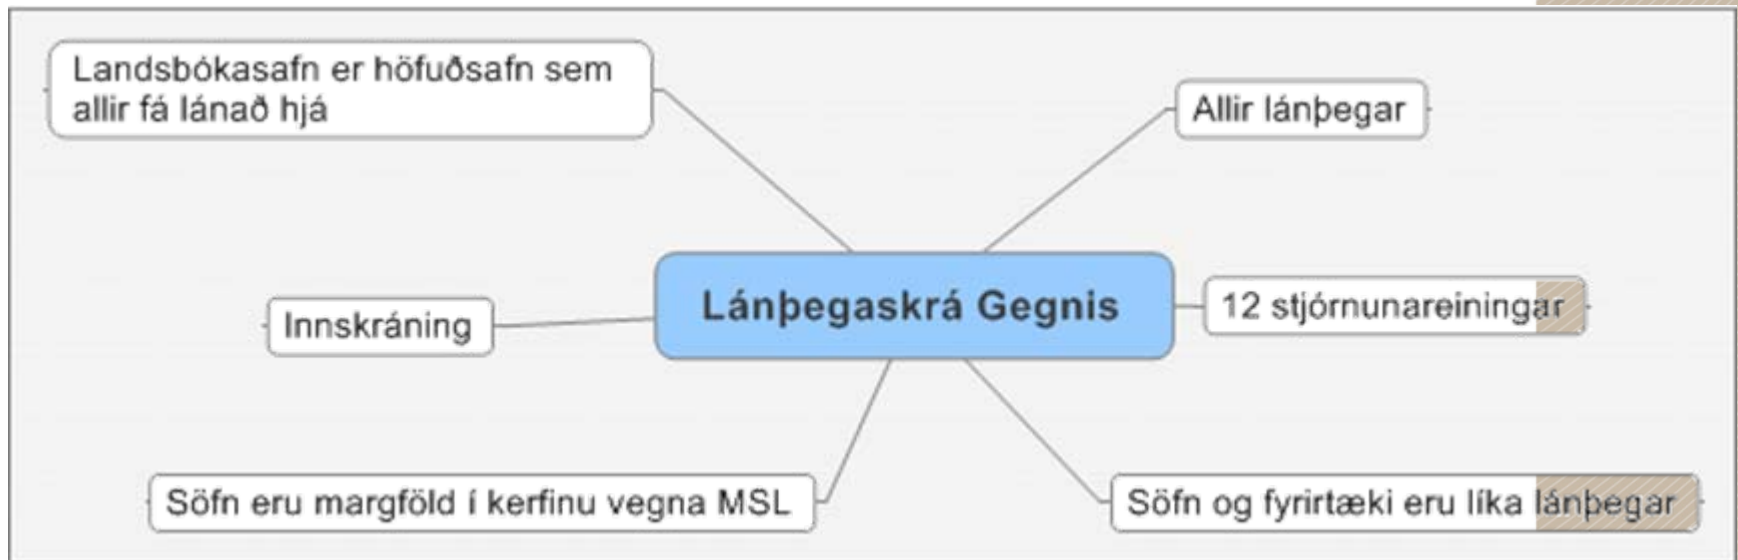 Landsbókasafn er höfuðsafn sem
allir fá lánað hjá
Allir lánþegar
Lánþegaskrá Gegnis
12 stjórnunareiningar
Innskráning
Söfn eru margföld í kerfinu vegna MSL
Söfn og fyrirtæki eru líka lánþegar